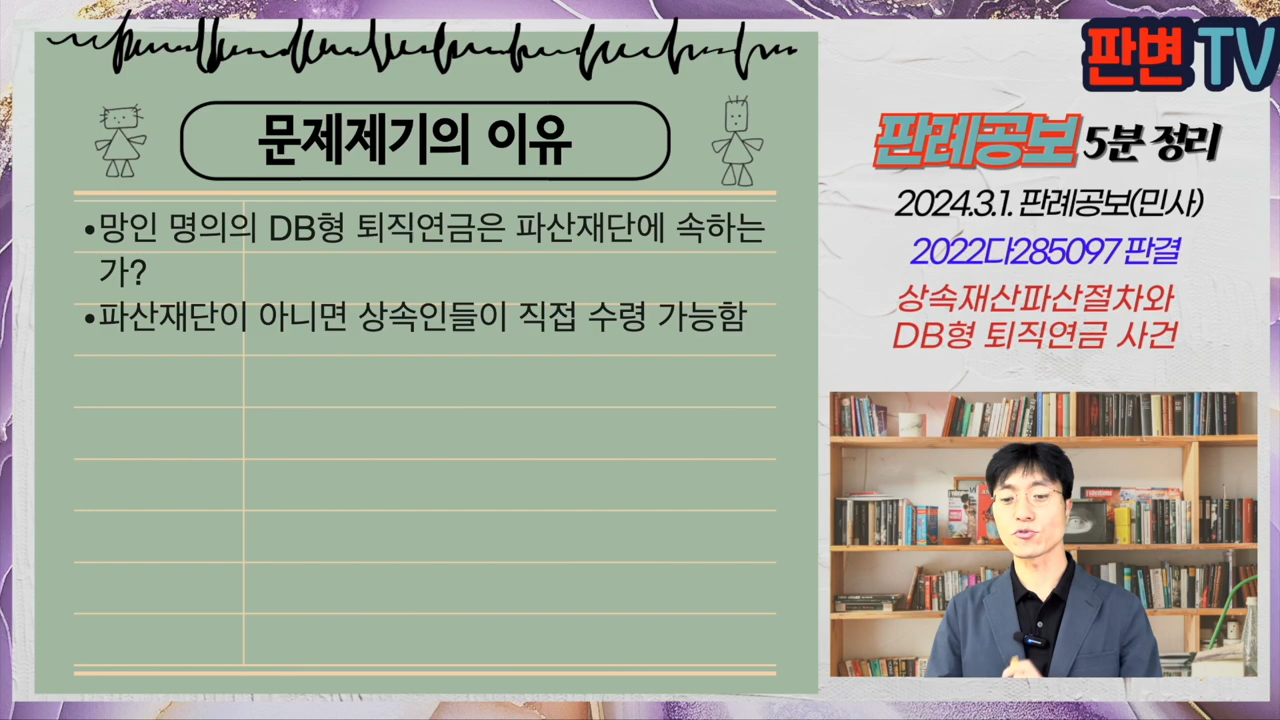 판변 TV
문제제기의 이유
•망인 명의의 DB형 퇴직연금은 파산재단에 속하는
가?
•파산재단이 아니면 상속인들이 직접 수령 가능함
판례공보 5분 정리
2024.3.1. 판례공보(민사)
2022다285097 판결
상속재산파산절차와
DB형 퇴직연금 사건